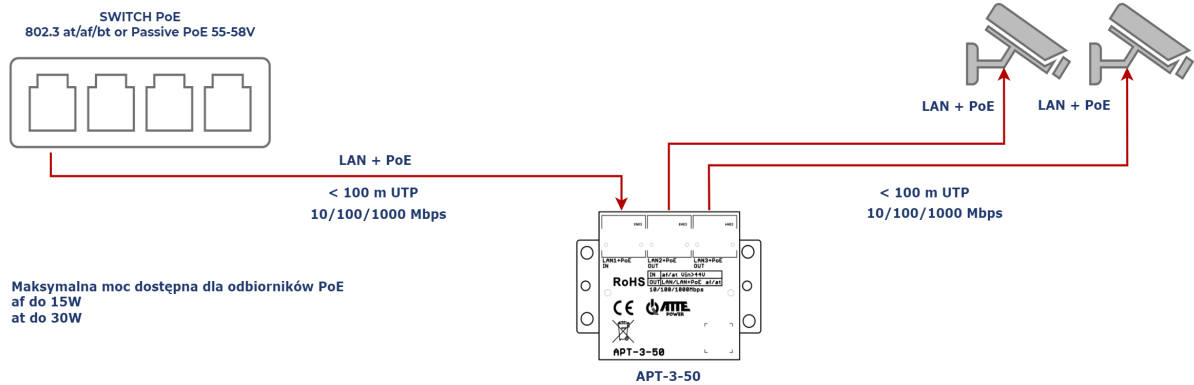 SWITCH PoE
802.3 at/af/bt or Passive PoE 55-58V
LAN + PoE
LAN + PoE
LAN + PoE
< 100 m UTP
10/100/1000 Mbps
< 100 m UTP
10/100/1000 Mbps
LAN1+PoE
IN
LAN2+PoE
OUT
LAN3+PoE
OUT
RoHS
IN af/at Uin>44V
OUT LAN/LAN+PoE af/at
10/100/1000Mbps
CE
ATTE
POWER
APT-3-50
Maksymalna moc dostępna dla odbiorników PoE
af do 15W
at do 30W
APT-3-50